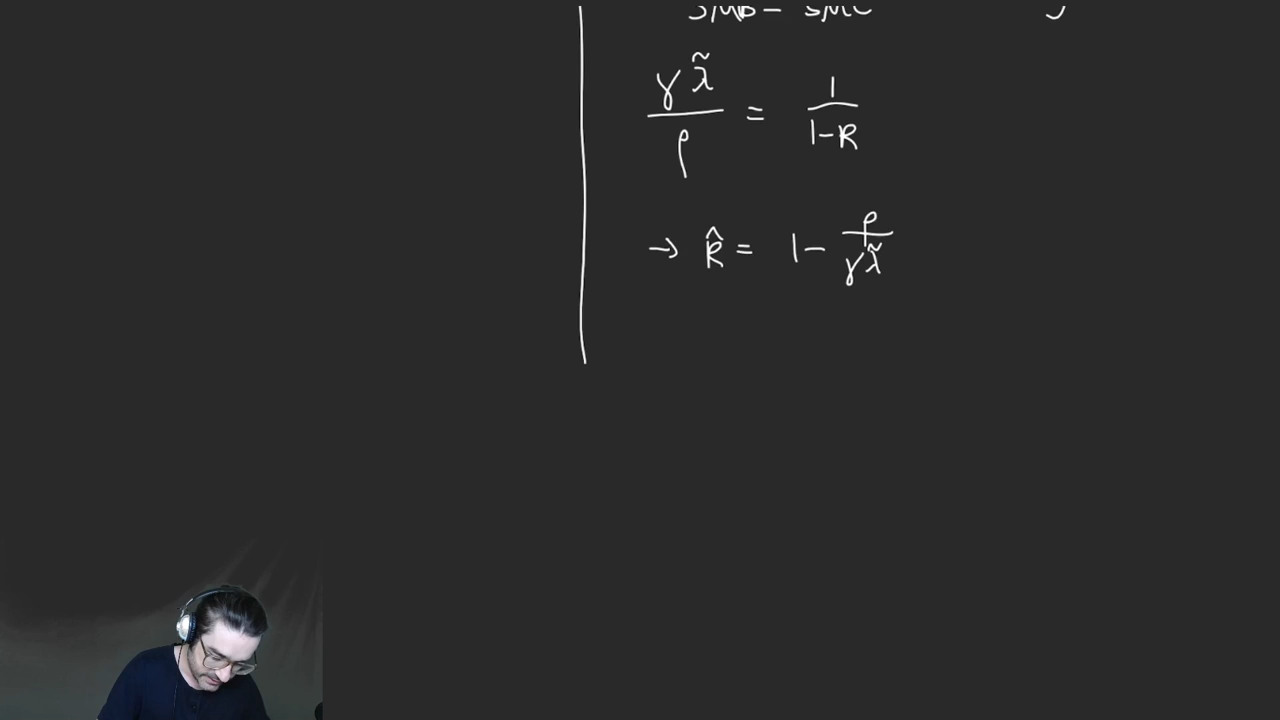 γλ̃/ρ = 1/(1-R)
→ R̂ = 1 - ρ/(γλ̃)